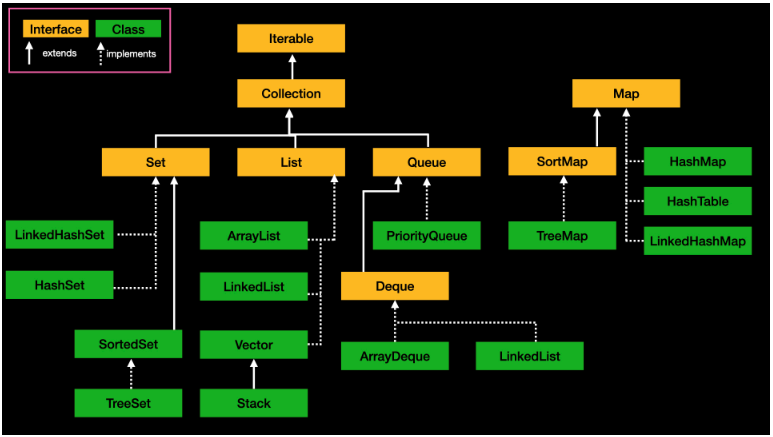 Interface
Class
extends
implements
Iterable
Collection
Map
Set
List
Queue
SortMap
HashMap
HashTable
LinkedHashSet
ArrayList
PriorityQueue
TreeMap
LinkedHashMap
HashSet
LinkedList
Deque
SortedSet
Vector
ArrayDeque
LinkedList
TreeSet
Stack